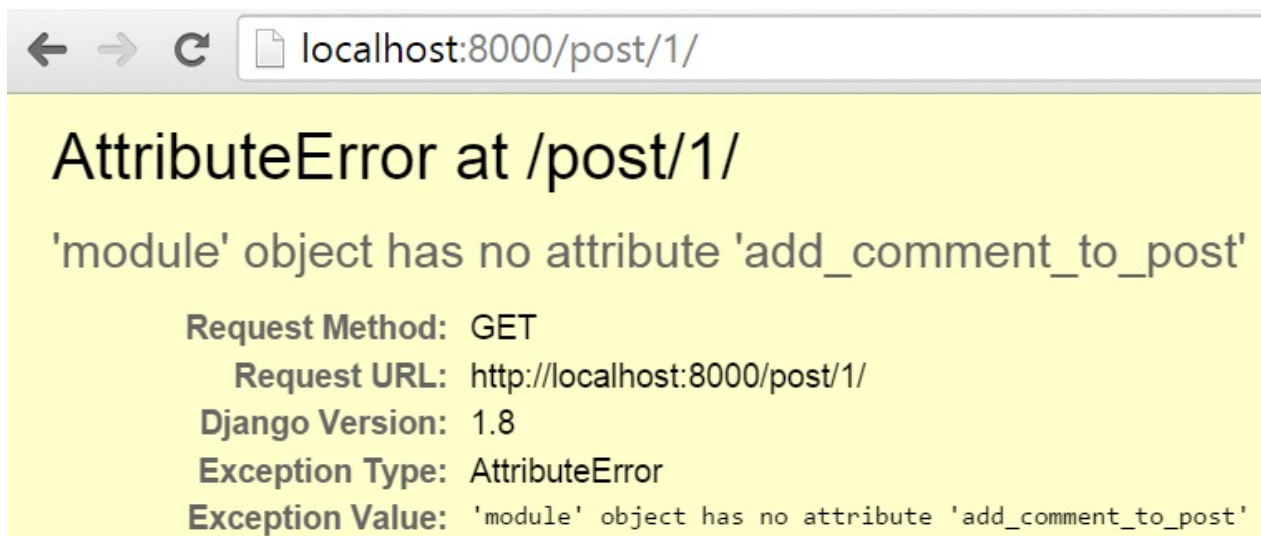 localhost:8000/post/1/
AttributeError at /post/1/
'module' object has no attribute 'add_comment_to_post'
Request Method: GET
Request URL: http://localhost:8000/post/1/
Django Version: 1.8
Exception Type: AttributeError
Exception Value: 'module' object has no attribute 'add_comment_to_post'